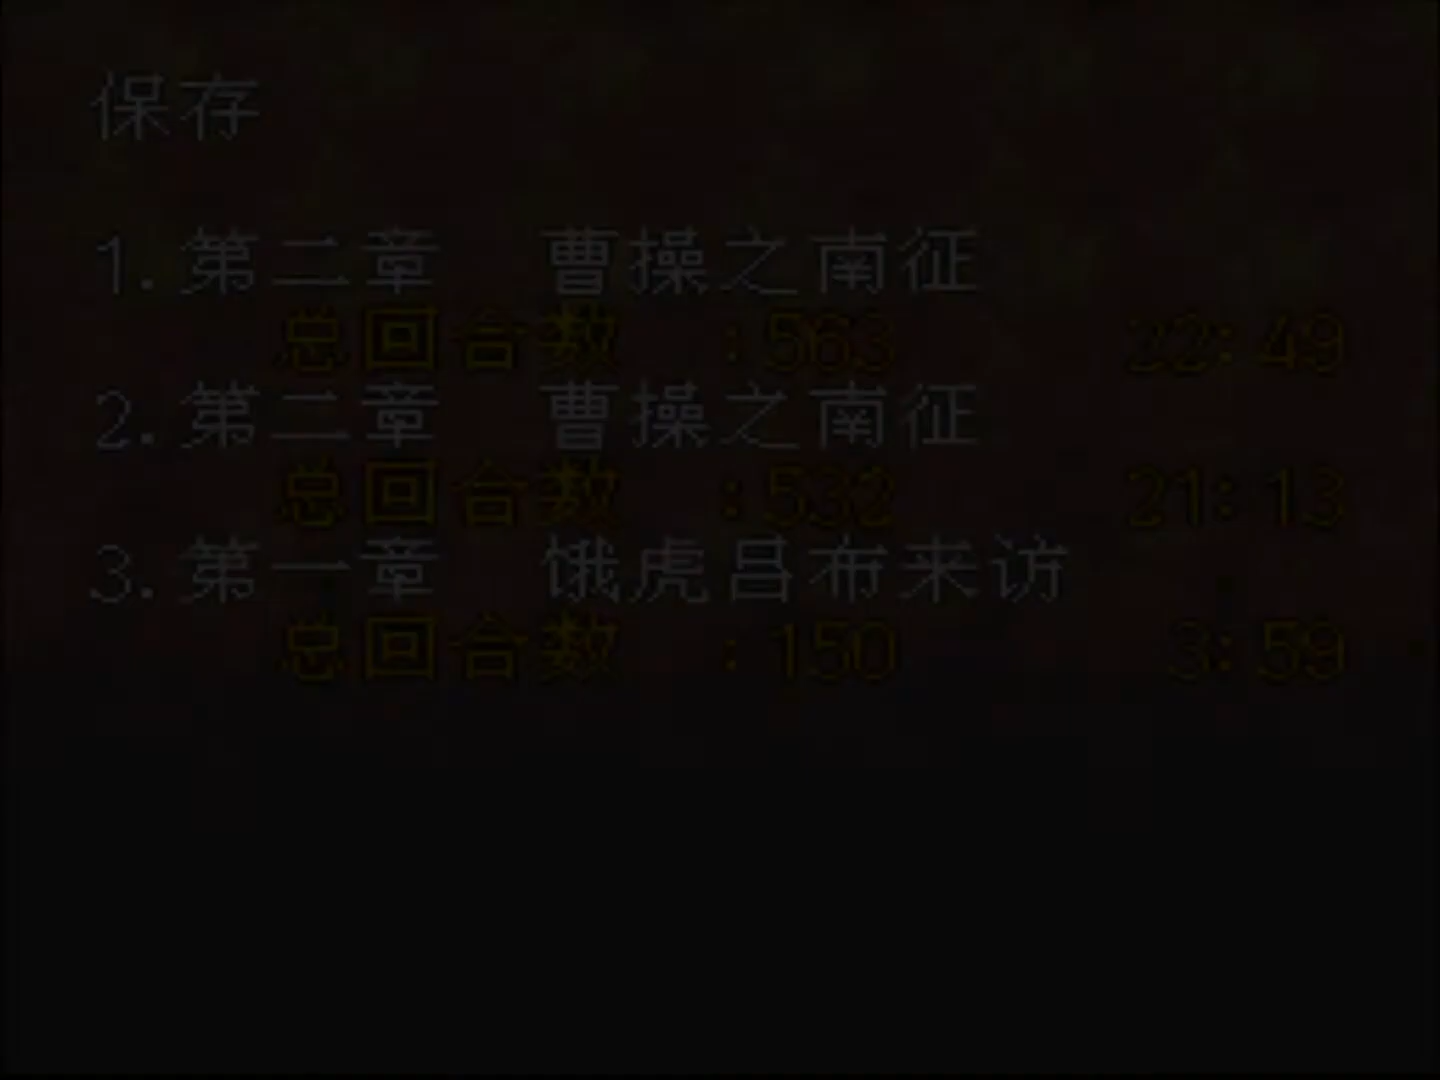 保存
1.第二章　曹操之南征
总回合数　:563　22:49
2.第二章　曹操之南征
总回合数　:532　21:13
3.第一章　饿虎吕布来访
总回合数　:150　3:59